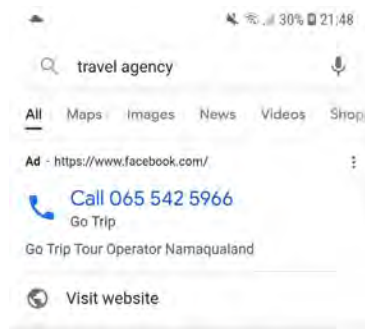 30% 21:48
travel agency
All Maps Images News Videos Shopp
Ad · https://www.facebook.com/
Call 065 542 5966
Go Trip
Go Trip Tour Operator Namaqualand
Visit website